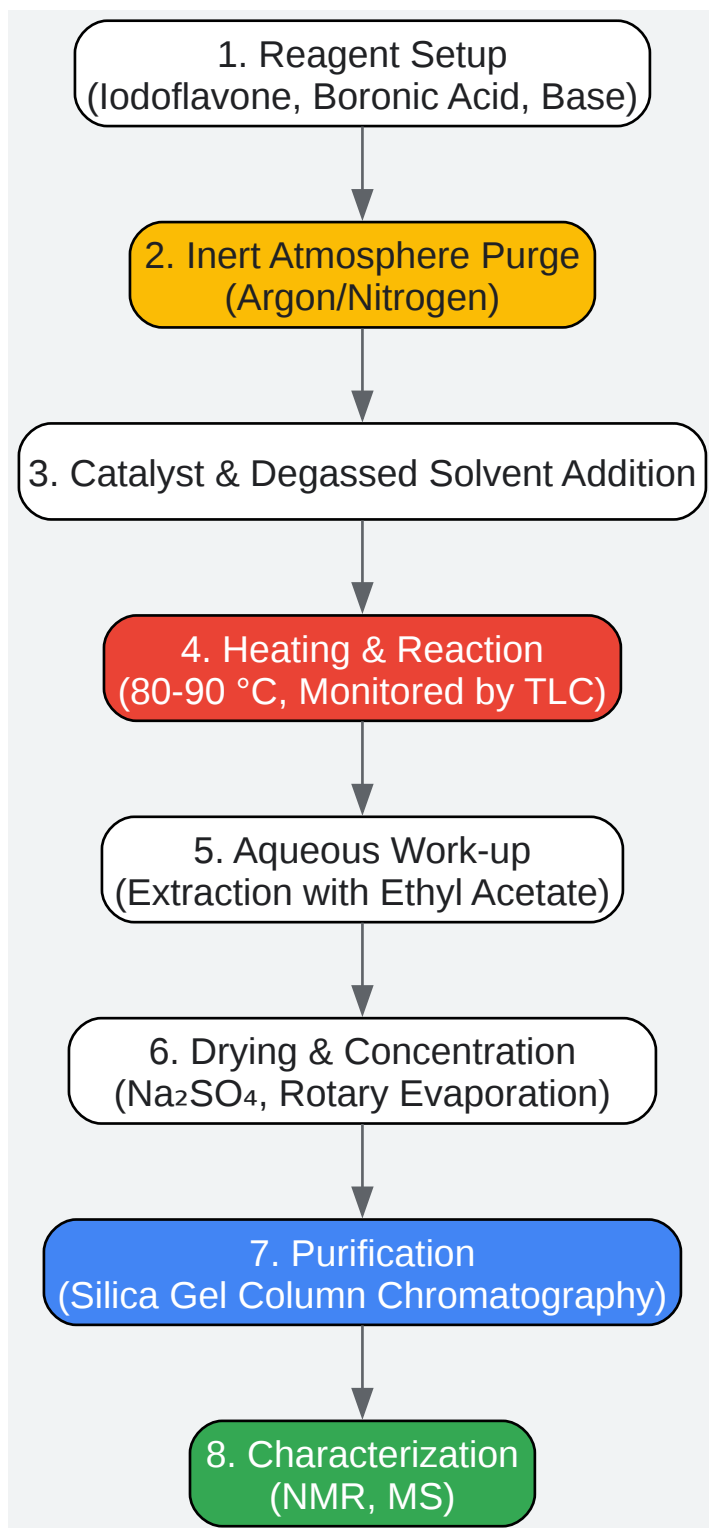 1. Reagent Setup
(Iodoflavone, Boronic Acid, Base)
2. Inert Atmosphere Purge
(Argon/Nitrogen)
3. Catalyst & Degassed Solvent Addition
4. Heating & Reaction
(80-90 °C, Monitored by TLC)
5. Aqueous Work-up
(Extraction with Ethyl Acetate)
6. Drying & Concentration
(Na₂SO₄, Rotary Evaporation)
7. Purification
(Silica Gel Column Chromatography)
8. Characterization
(NMR, MS)